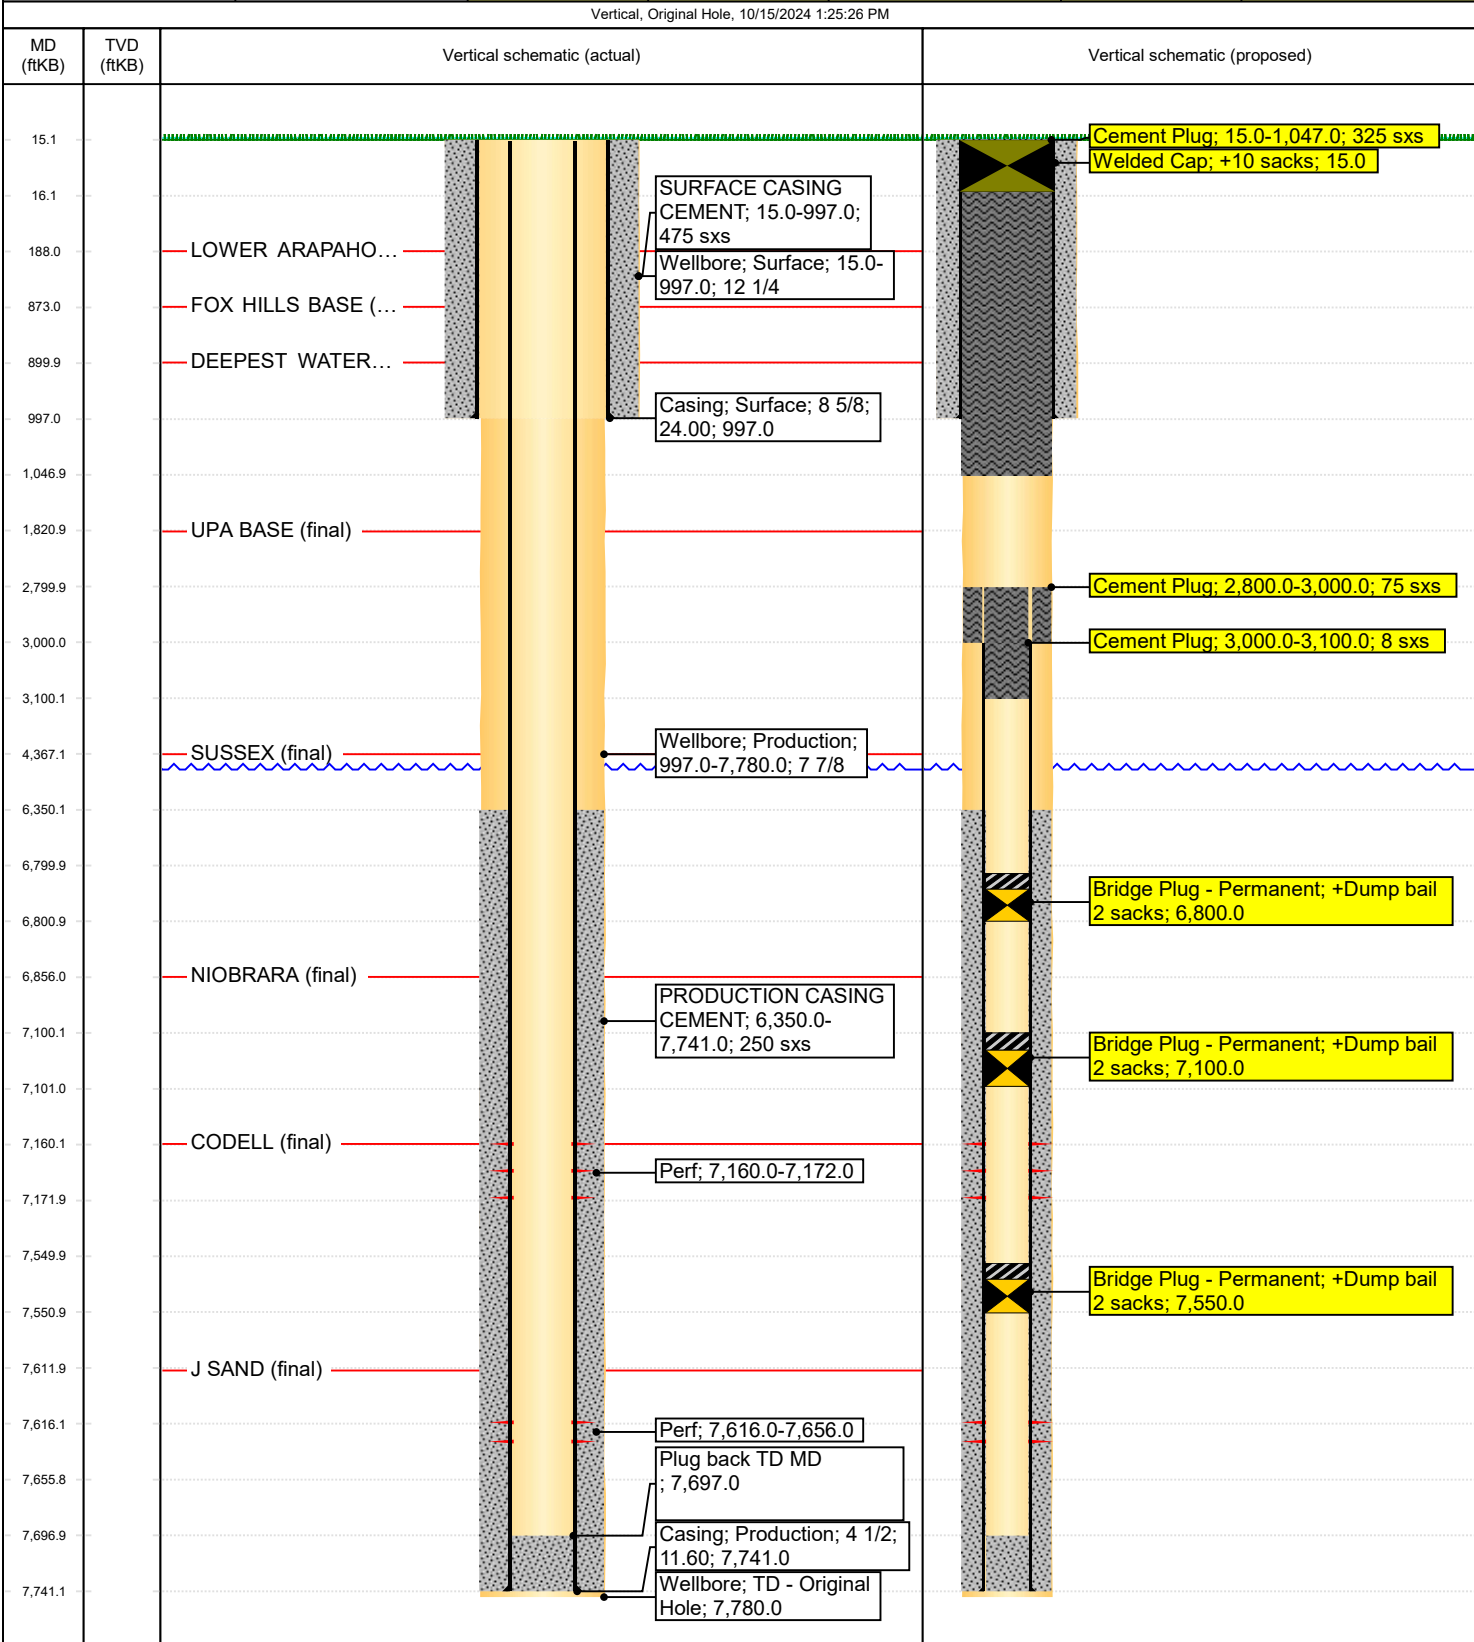 Vertical, Original Hole, 10/15/2024 1:25:26 PM
MD
(ftKB)
TVD
(ftKB)
Vertical schematic (actual)
Vertical schematic (proposed)
15.1
16.1
188.0
873.0
899.9
997.0
1,046.9
1,820.9
2,799.9
3,000.0
3,100.1
4,367.1
6,350.1
6,799.9
6,800.9
6,856.0
7,100.1
7,101.0
7,160.1
7,171.9
7,549.9
7,550.9
7,611.9
7,616.1
7,655.8
7,696.9
7,741.1
LOWER ARAPAHO…
FOX HILLS BASE (…
DEEPEST WATER…
UPA BASE (final)
SUSSEX (final)
NIOBRARA (final)
CODELL (final)
J SAND (final)
SURFACE CASING
CEMENT; 15.0-997.0;
475 sxs
Wellbore; Surface; 15.0-
997.0; 12 1/4
Casing; Surface; 8 5/8;
24.00; 997.0
Wellbore; Production;
997.0-7,780.0; 7 7/8
PRODUCTION CASING
CEMENT; 6,350.0-
7,741.0; 250 sxs
Perf; 7,160.0-7,172.0
Perf; 7,616.0-7,656.0
Plug back TD MD
; 7,697.0
Casing; Production; 4 1/2;
11.60; 7,741.0
Wellbore; TD - Original
Hole; 7,780.0
Cement Plug; 15.0-1,047.0; 325 sxs
Welded Cap; +10 sacks; 15.0
Cement Plug; 2,800.0-3,000.0; 75 sxs
Cement Plug; 3,000.0-3,100.0; 8 sxs
Bridge Plug - Permanent; +Dump bail
2 sacks; 6,800.0
Bridge Plug - Permanent; +Dump bail
2 sacks; 7,100.0
Bridge Plug - Permanent; +Dump bail
2 sacks; 7,550.0